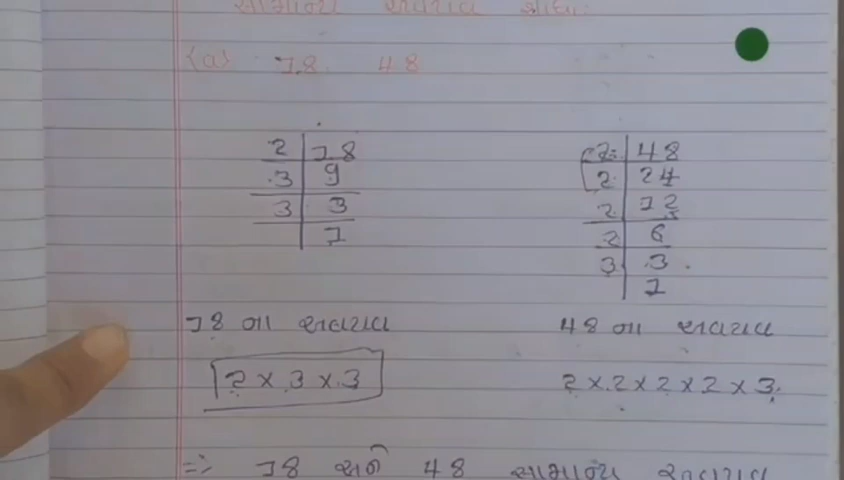 સામાન્ય અવયવ શોધો:
(a) 18, 48
2 | 18
3 | 9
3 | 3
1
2 | 48
2 | 24
2 | 12
2 | 6
3 | 3
1
18 ના અવયવ
2 × 3 × 3
48 ના અવયવ
2 × 2 × 2 × 2 × 3
=> 18 અને 48 સામાન્ય અવયવ